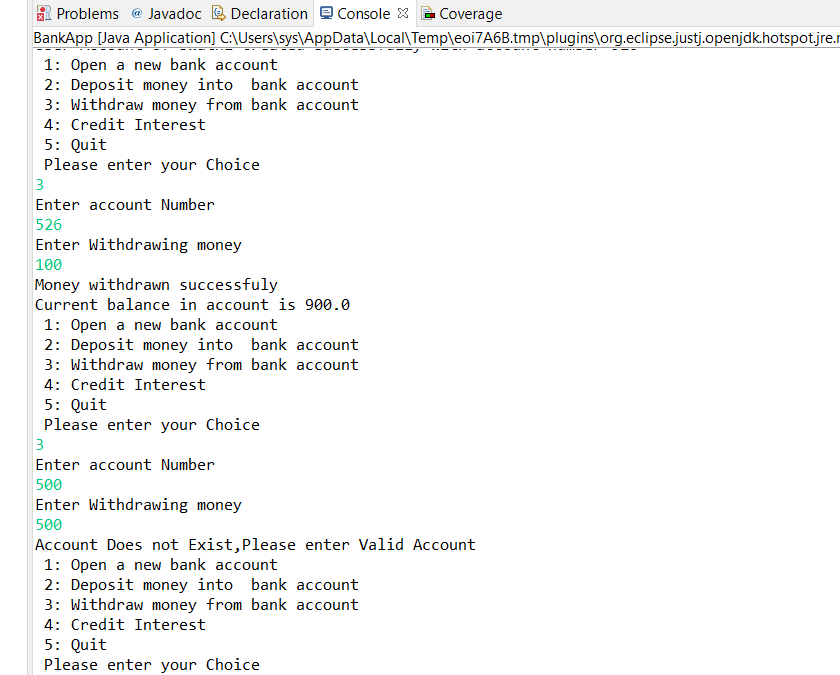 Problems @ Javadoc Declaration Console Coverage
BankApp [Java Application] C:\Users\sys\AppData\Local\Temp\eoi7A6B.tmp\plugins\org.eclipse.justj.openjdk.hotspot.jre.
1: Open a new bank account
2: Deposit money into  bank account
3: Withdraw money from bank account
4: Credit Interest
5: Quit
Please enter your Choice
3
Enter account Number
526
Enter Withdrawing money
100
Money withdrawn successfuly
Current balance in account is 900.0
1: Open a new bank account
2: Deposit money into  bank account
3: Withdraw money from bank account
4: Credit Interest
5: Quit
Please enter your Choice
3
Enter account Number
500
Enter Withdrawing money
500
Account Does not Exist,Please enter Valid Account
1: Open a new bank account
2: Deposit money into  bank account
3: Withdraw money from bank account
4: Credit Interest
5: Quit
Please enter your Choice